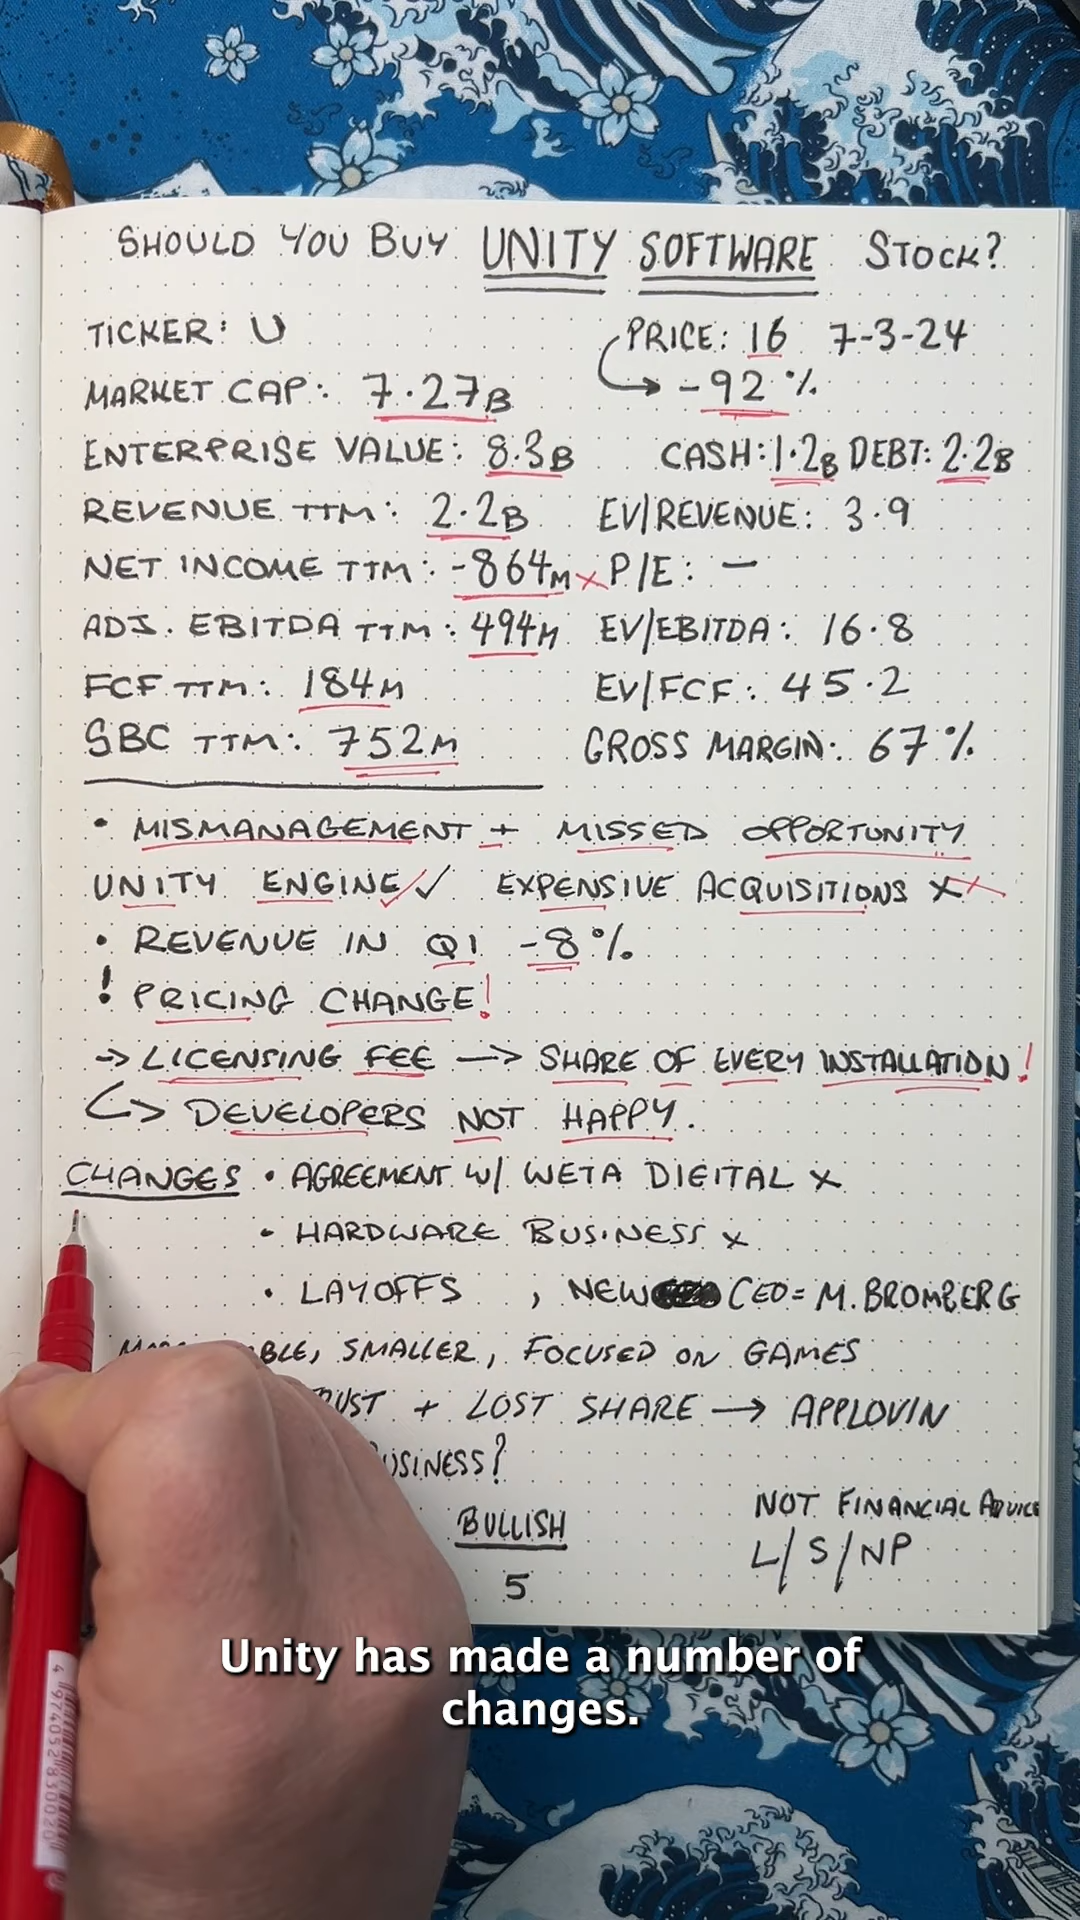 SHOULD YOU BUY UNITY SOFTWARE STOCK?
TICKER: U PRICE: 16 7-3-24
MARKET CAP: 7.27B → -92%
ENTERPRISE VALUE: 8.3B CASH: 1.2B DEBT: 2.2B
REVENUE TTM: 2.2B EV/REVENUE: 3.9
NET INCOME TTM: -864M x P/E: —
ADJ. EBITDA TTM: 494M EV/EBITDA: 16.8
FCF TTM: 184M EV/FCF: 45.2
SBC TTM: 752M GROSS MARGIN: 67%
• MISMANAGEMENT + MISSED OPPORTUNITY
UNITY ENGINE ✓ EXPENSIVE ACQUISITIONS x
• REVENUE IN Q1 -8%
! PRICING CHANGE!
→ LICENSING FEE → SHARE OF EVERY INSTALLATION!
↳ DEVELOPERS NOT HAPPY.
CHANGES • AGREEMENT W/ WETA DIGITAL x
• HARDWARE BUSINESS x
• LAYOFFS , NEW CEO = M. BROMBERG
SMALLER, FOCUSED ON GAMES
+ LOST SHARE → APPLOVIN
BUSINESS?
BULLISH
5
NOT FINANCIAL ADVICE
L/S/NP
Unity has made a number of
changes.